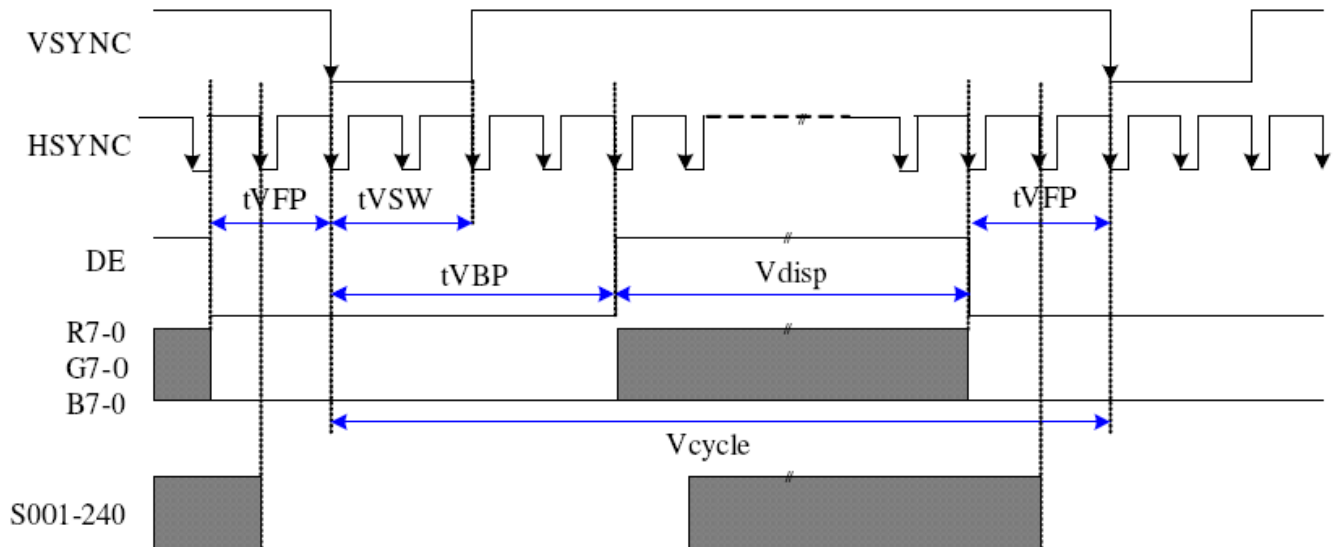 VSYNC
HSYNC
tVFP
tVSW
tVFP
DE
tVBP
Vdisp
R7-0
G7-0
B7-0
Vcycle
S001-240